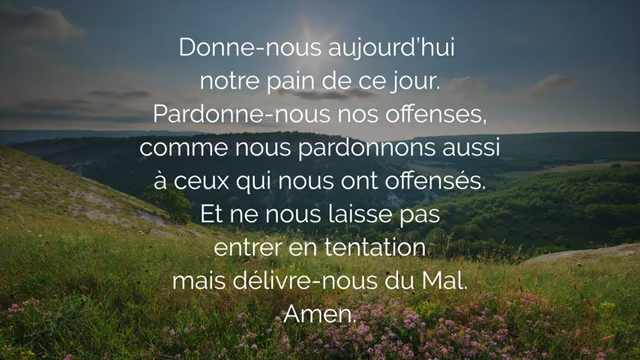 Donne-nous aujourd'hui
notre pain de ce jour.
Pardonne-nous nos offenses,
comme nous pardonnons aussi
à ceux qui nous ont offensés.
Et ne nous laisse pas
entrer en tentation
mais délivre-nous du Mal.
Amen.